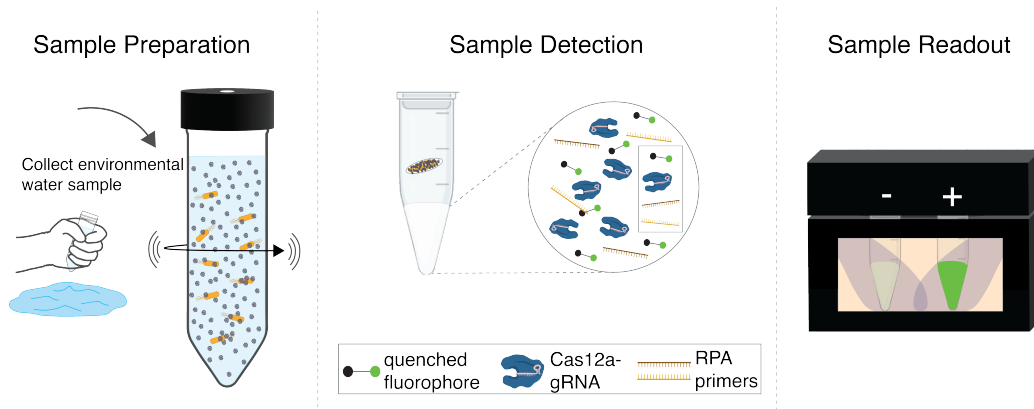 Sample Preparation
Collect environmental
water sample
Sample Detection
quenched
fluorophore
Cas12a-
gRNA
RPA
primers
Sample Readout
- +